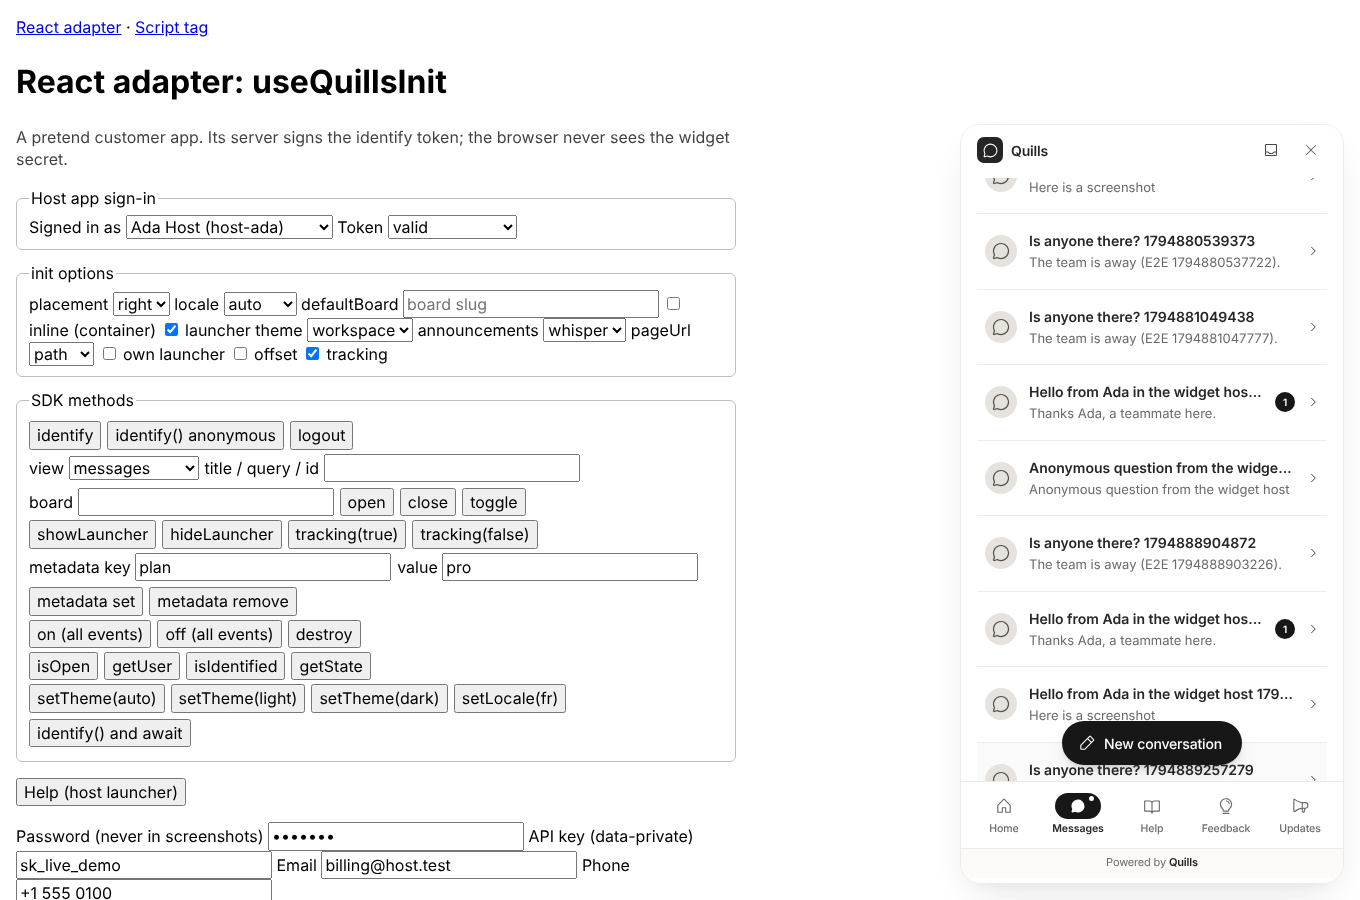 React adapter · Script tag
React adapter: useQuillsInit
A pretend customer app. Its server signs the identify token; the browser never sees the widget
secret.
Host app sign-in
Signed in as Ada Host (host-ada) Token valid
init options
placement right locale auto defaultBoard board slug
inline (container) launcher theme workspace announcements whisper pageUrl
path own launcher offset tracking
SDK methods
identify identify() anonymous logout
view messages title / query / id
board open close toggle
showLauncher hideLauncher tracking(true) tracking(false)
metadata key plan value pro
metadata set metadata remove
on (all events) off (all events) destroy
isOpen getUser isIdentified getState
setTheme(auto) setTheme(light) setTheme(dark) setLocale(fr)
identify() and await
Help (host launcher)
Password (never in screenshots) ••••••• API key (data-private)
sk_live_demo Email billing@host.test Phone
+1 555 0100
Quills
Here is a screenshot
Is anyone there? 1794880539373
The team is away (E2E 1794880537722).
Is anyone there? 1794881049438
The team is away (E2E 1794881047777).
Hello from Ada in the widget hos... 1
Thanks Ada, a teammate here.
Anonymous question from the widge...
Anonymous question from the widget host
Is anyone there? 1794888904872
The team is away (E2E 1794888903226).
Hello from Ada in the widget hos... 1
Thanks Ada, a teammate here.
Hello from Ada in the widget host 179...
Here is a screenshot
New conversation
Is anyone there? 1794889257279
Home Messages Help Feedback Updates
Powered by Quills